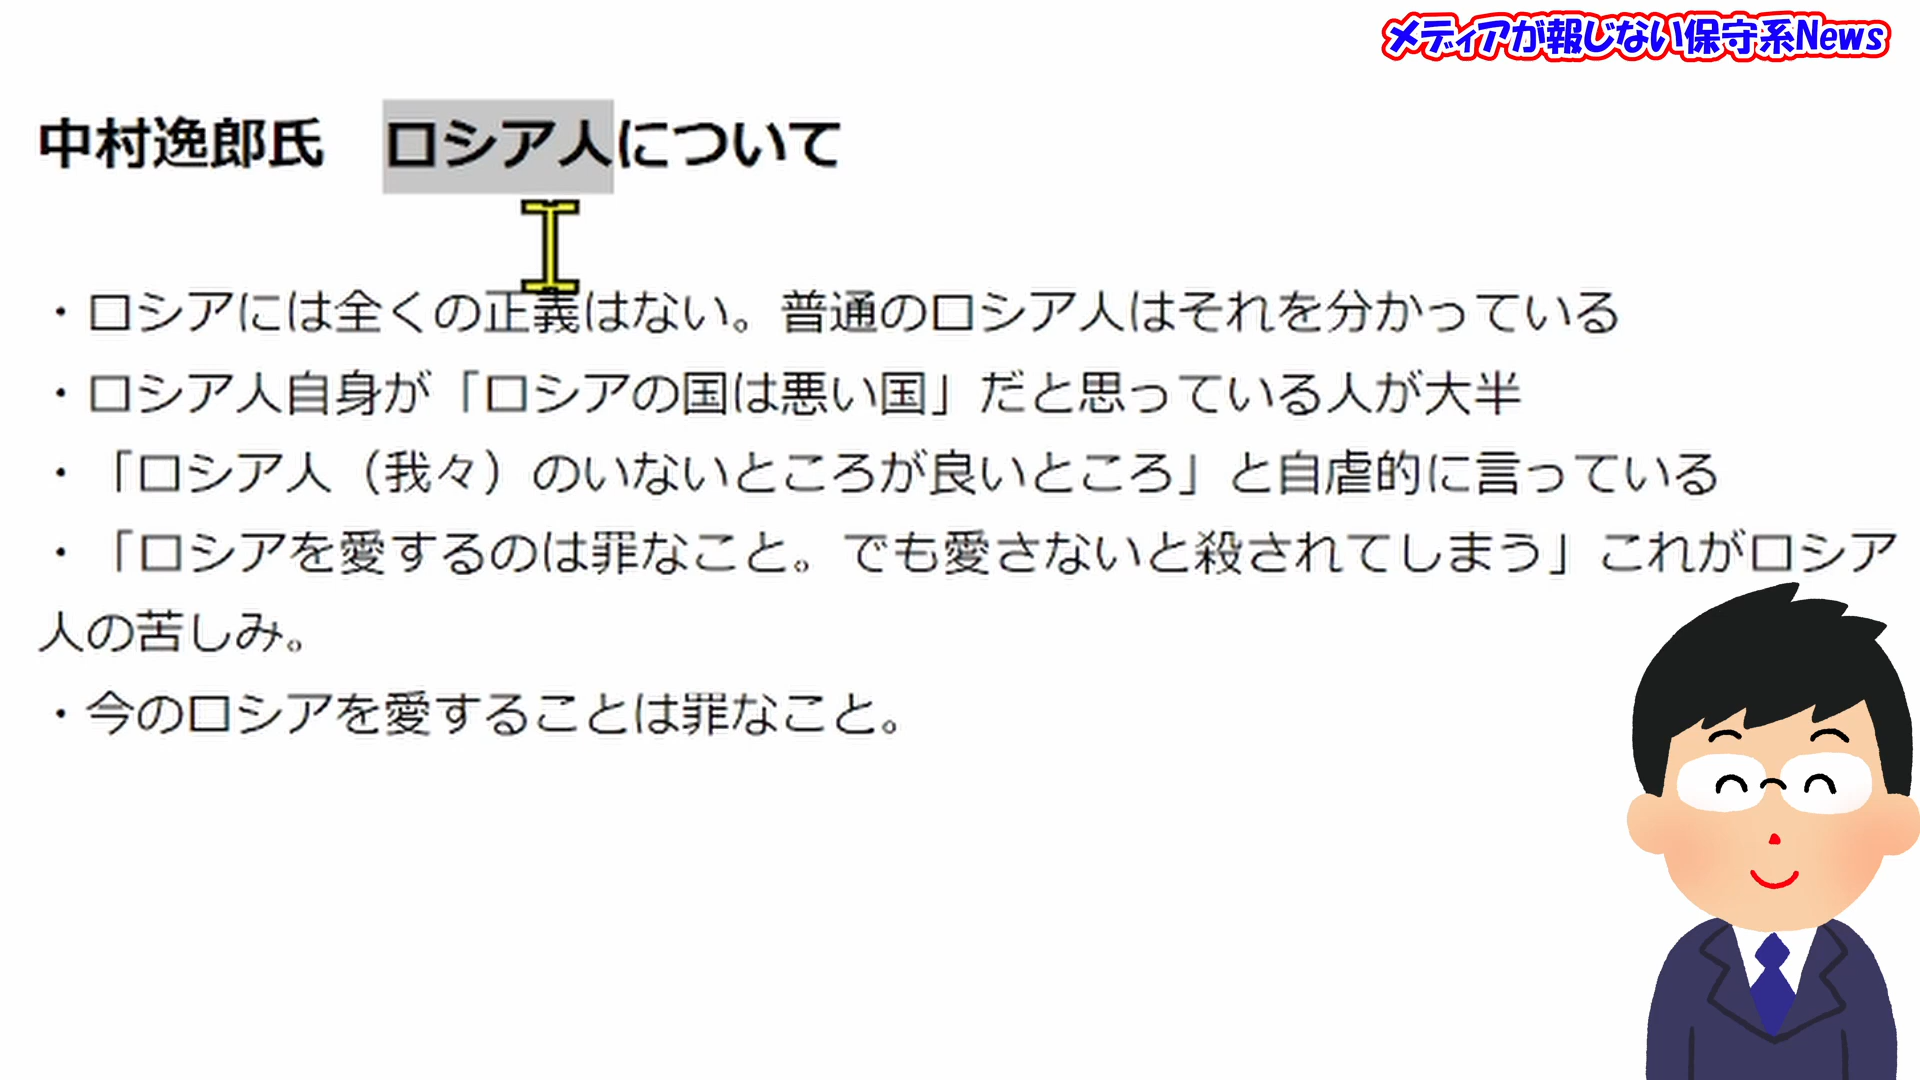 メディアが報じない保守系News
中村逸郎氏　ロシア人について
・ロシアには全くの正義はない。普通のロシア人はそれを分かっている
・ロシア人自身が「ロシアの国は悪い国」だと思っている人が大半
・「ロシア人（我々）のいないところが良いところ」と自虐的に言っている
・「ロシアを愛するのは罪なこと。でも愛さないと殺されてしまう」これがロシア
人の苦しみ。
・今のロシアを愛することは罪なこと。